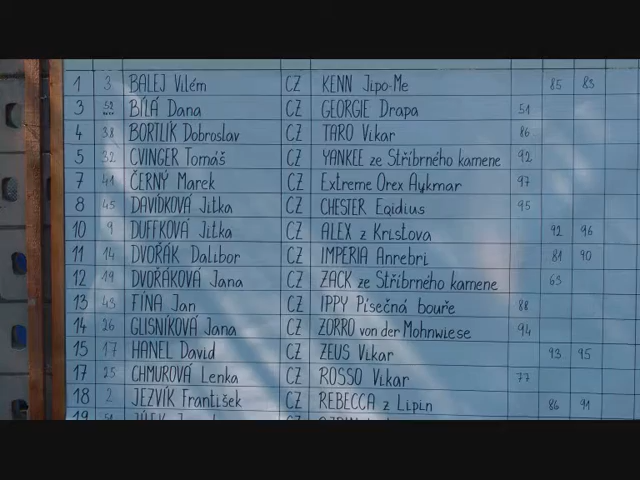 1 3 BALEJ Vilém CZ KENN Jipo-Me 85 83
3 52 BÍLÁ Dana CZ GEORGIE Drapa 51
4 38 BORTLÍK Dobroslav CZ TARO Vikar 86
5 32 CVINGER Tomáš CZ YANKEE ze Stříbrného kamene 92
7 41 ČERNÝ Marek CZ Extreme Orex Aykmar 97
8 45 DAVÍDKOVÁ Jitka CZ CHESTER Eqidius 95
10 9 DUFFKOVÁ Jitka CZ ALEX z Kristova 92 96
11 14 DVOŘÁK Dalibor CZ IMPERIA Anrebri 81 90
12 19 DVOŘÁKOVÁ Jana CZ ZACK ze Stříbrného kamene 63
13 43 FÍNA Jan CZ IPPY Písečná bouře 88
14 26 GLISNÍKOVÁ Jana CZ ZORRO von der Mohnwiese 94
15 17 HANEL David CZ ZEUS Vikar 93 95
17 25 CHMUROVÁ Lenka CZ ROSSO Vikar 77
18 2 JEZVÍK František CZ REBECCA z Lipin 86 91